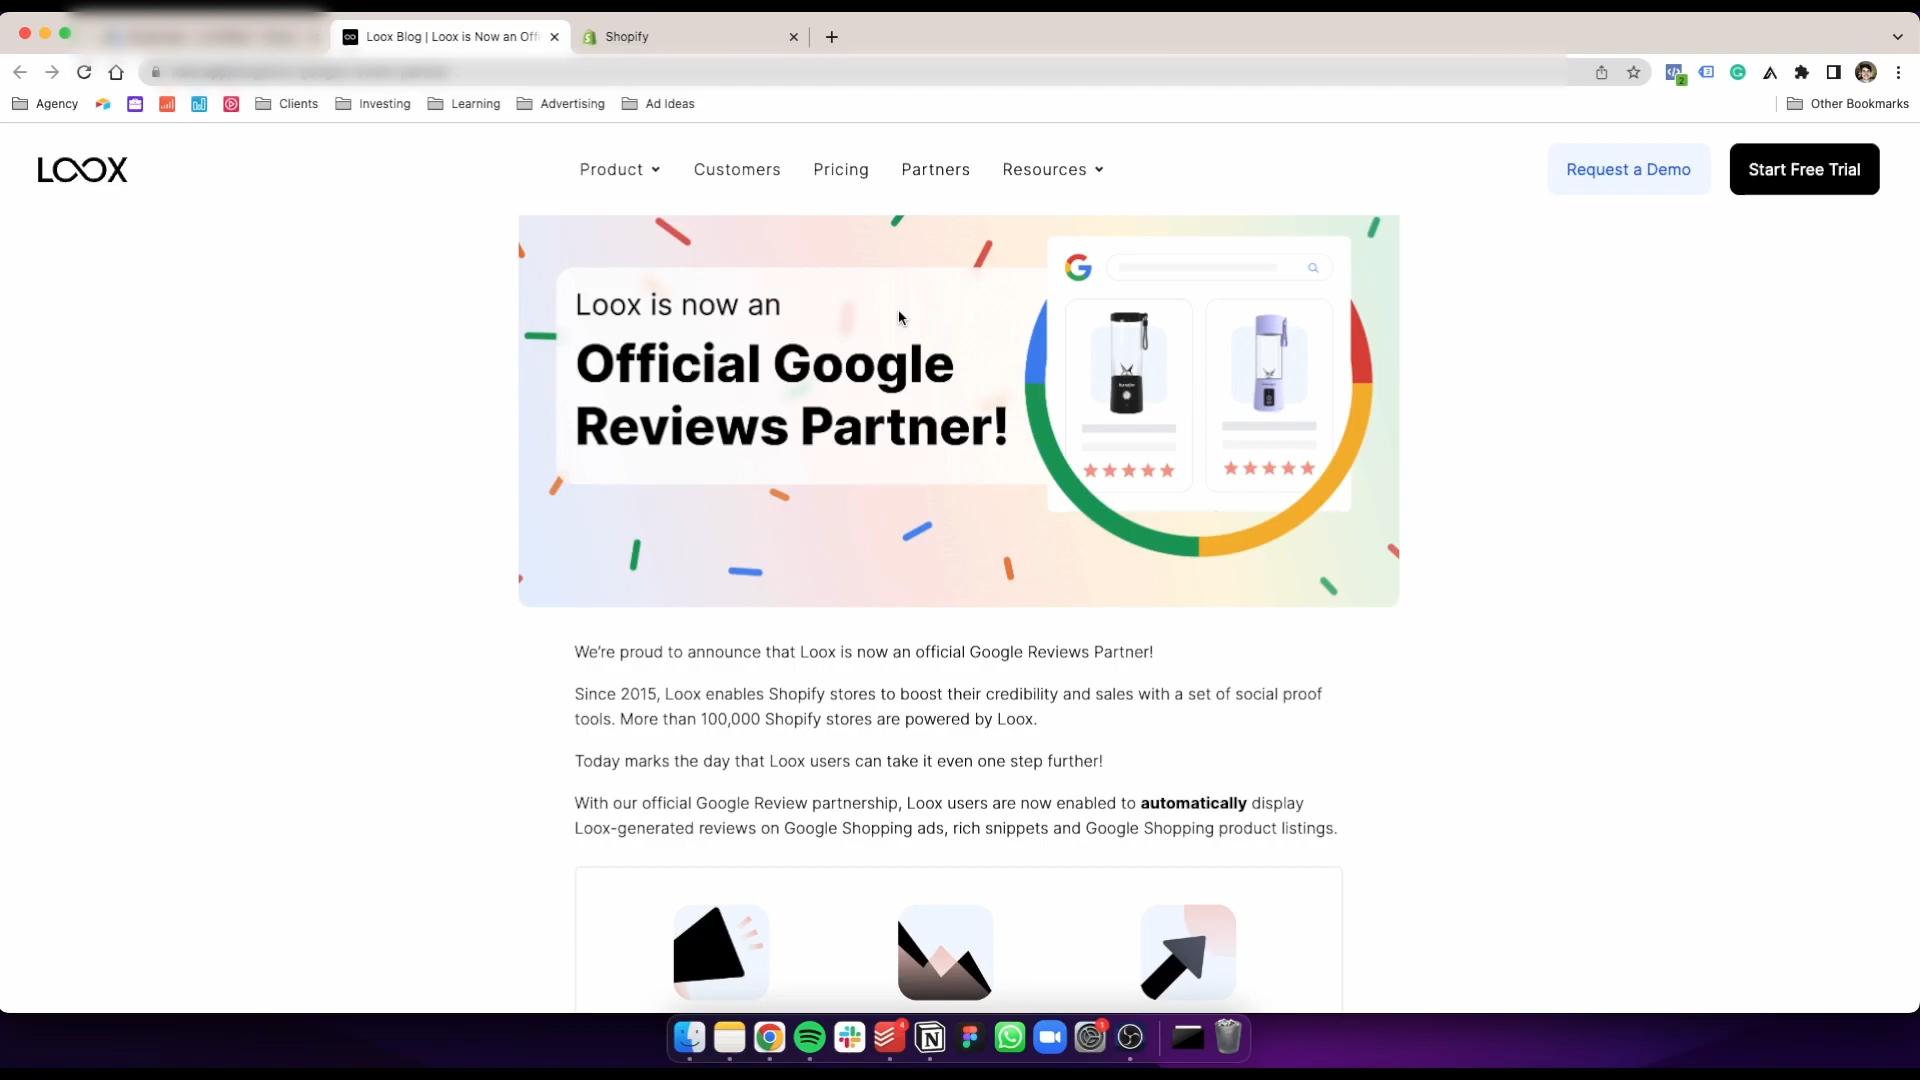 Loox Blog | Loox is Now an Offi
Shopify
Agency
Clients
Investing
Learning
Advertising
Ad Ideas
Other Bookmarks
LOOX
Product
Customers
Pricing
Partners
Resources
Request a Demo
Start Free Trial
Loox is now an
Official Google
Reviews Partner!
We're proud to announce that Loox is now an official Google Reviews Partner!
Since 2015, Loox enables Shopify stores to boost their credibility and sales with a set of social proof
tools. More than 100,000 Shopify stores are powered by Loox.
Today marks the day that Loox users can take it even one step further!
With our official Google Review partnership, Loox users are now enabled to automatically display
Loox-generated reviews on Google Shopping ads, rich snippets and Google Shopping product listings.